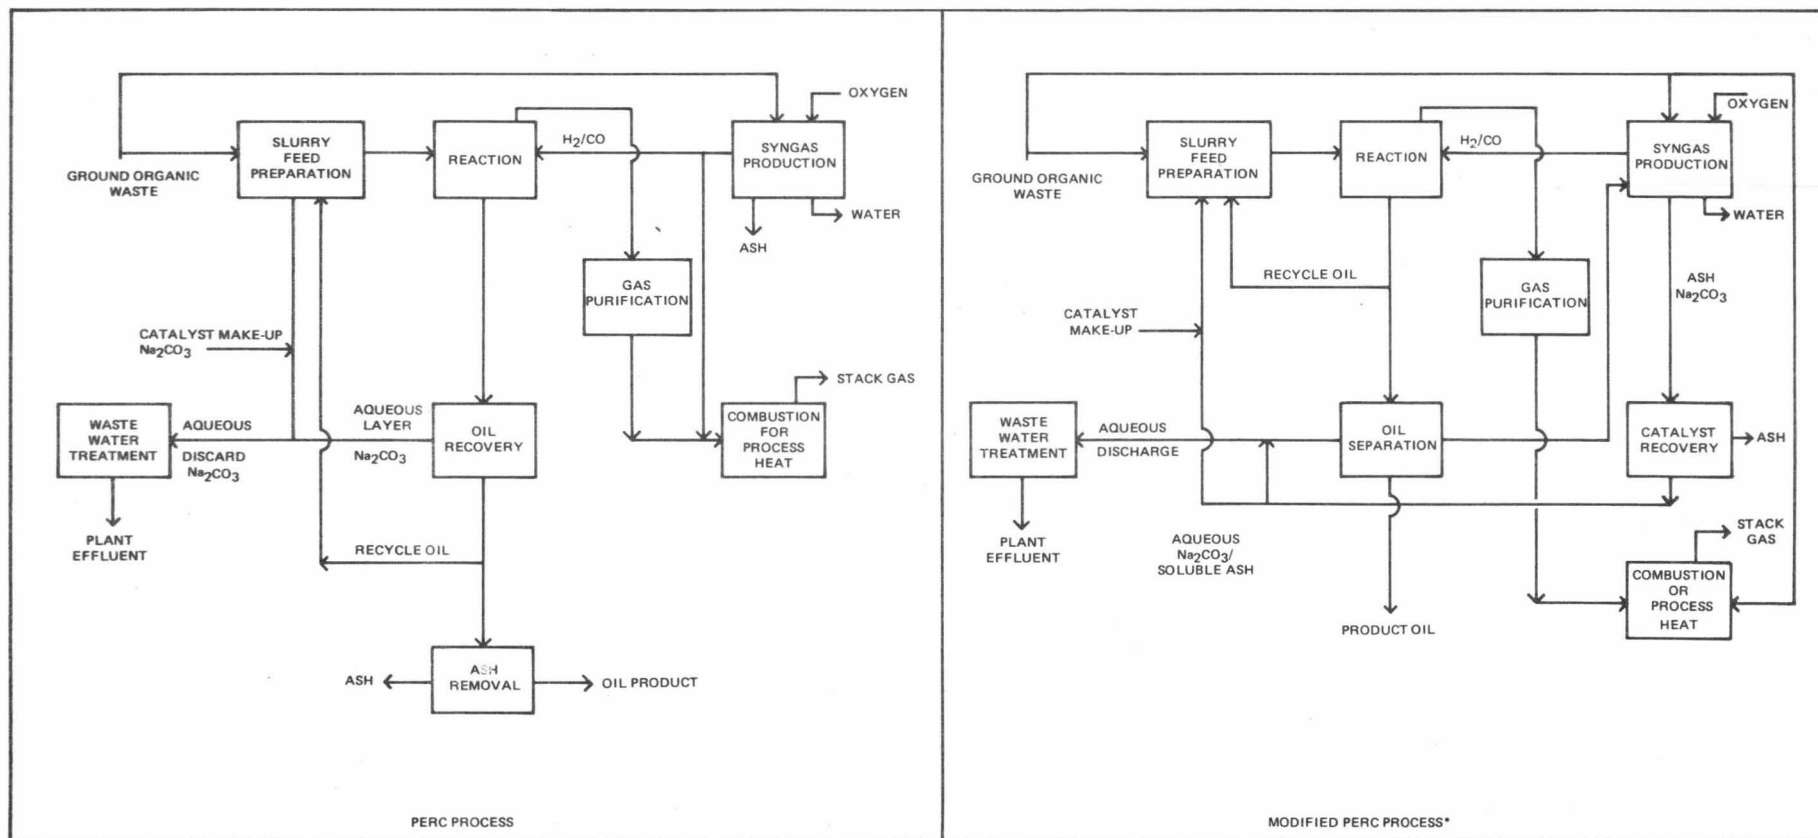 OXYGEN
SLURRY
FEED
PREPARATION
REACTION
H2/CO
SYNGAS
PRODUCTION
GROUND ORGANIC
WASTE
WATER
ASH
GAS
PURIFICATION
CATALYST MAKE-UP
Na2CO3
STACK GAS
WASTE
WATER
TREATMENT
AQUEOUS
DISCARD
Na2CO3
AQUEOUS
LAYER
Na2CO3
OIL
RECOVERY
COMBUSTION
FOR
PROCESS
HEAT
PLANT
EFFLUENT
RECYCLE OIL
ASH
ASH
REMOVAL
OIL PRODUCT
PERC PROCESS
OXYGEN
SLURRY
FEED
PREPARATION
REACTION
H2/CO
SYNGAS
PRODUCTION
GROUND ORGANIC
WASTE
WATER
RECYCLE OIL
GAS
PURIFICATION
ASH
Na2CO3
CATALYST
MAKE-UP
WASTE
WATER
TREATMENT
AQUEOUS
DISCHARGE
OIL
SEPARATION
CATALYST
RECOVERY
ASH
PLANT
EFFLUENT
AQUEOUS
Na2CO3/
SOLUBLE ASH
STACK
GAS
COMBUSTION
OR
PROCESS
HEAT
PRODUCT OIL
MODIFIED PERC PROCESS*